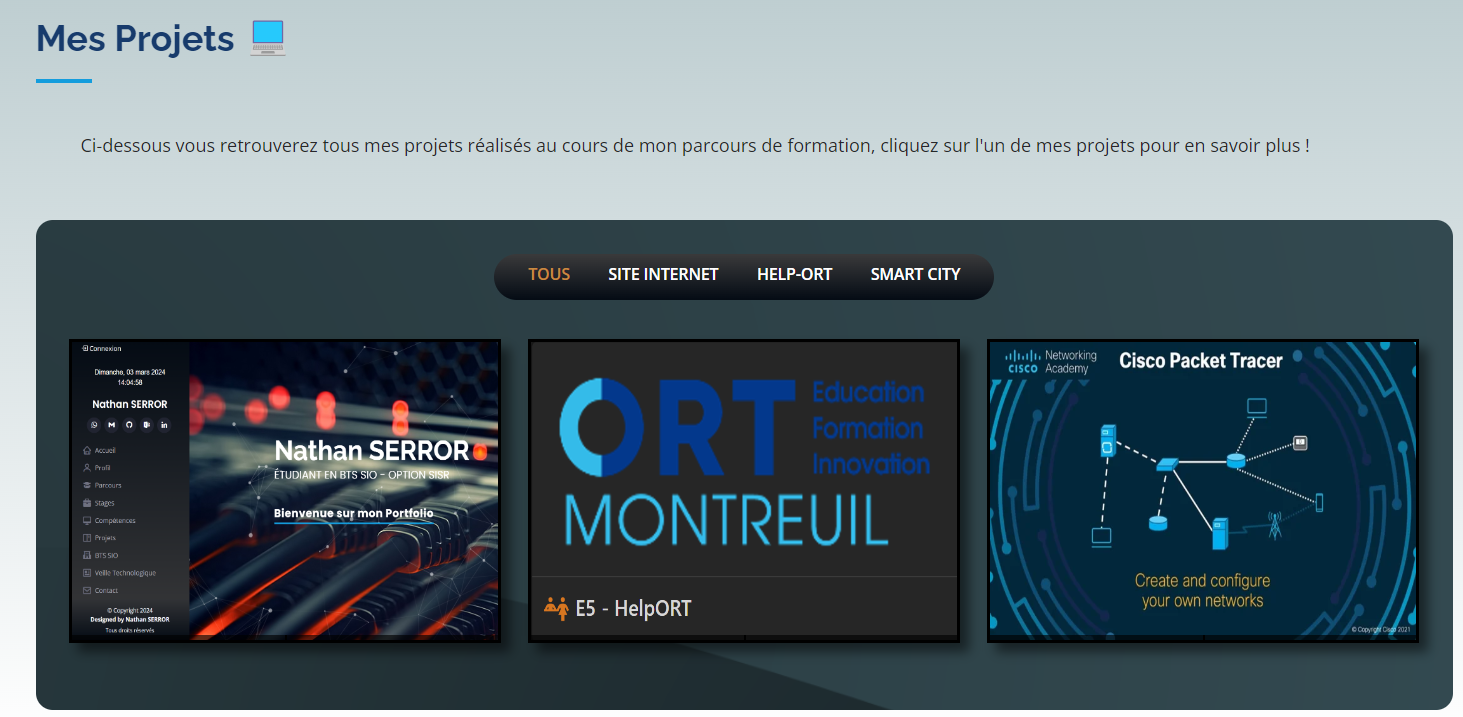 Mes Projets
Ci-dessous vous retrouverez tous mes projets réalisés au cours de mon parcours de formation, cliquez sur l'un de mes projets pour en savoir plus !
TOUS SITE INTERNET HELP-ORT SMART CITY
Connexion
Dimanche, 03 mars 2024
14:04:58
Nathan SERROR
Accueil
Profil
Parcours
Stages
Compétences
Projets
BTS SIO
Veille Technologique
Contact
© Copyright 2024
Designed by Nathan SERROR
Tous droits réservés
Nathan SERROR
ÉTUDIANT EN BTS SIO - OPTION SISR
Bienvenue sur mon Portfolio
ORT
Education
Formation
Innovation
MONTREUIL
E5 - HelpORT
CISCO
Networking
Academy
Cisco Packet Tracer
Create and configure
your own networks
© Copyright Cisco 2021